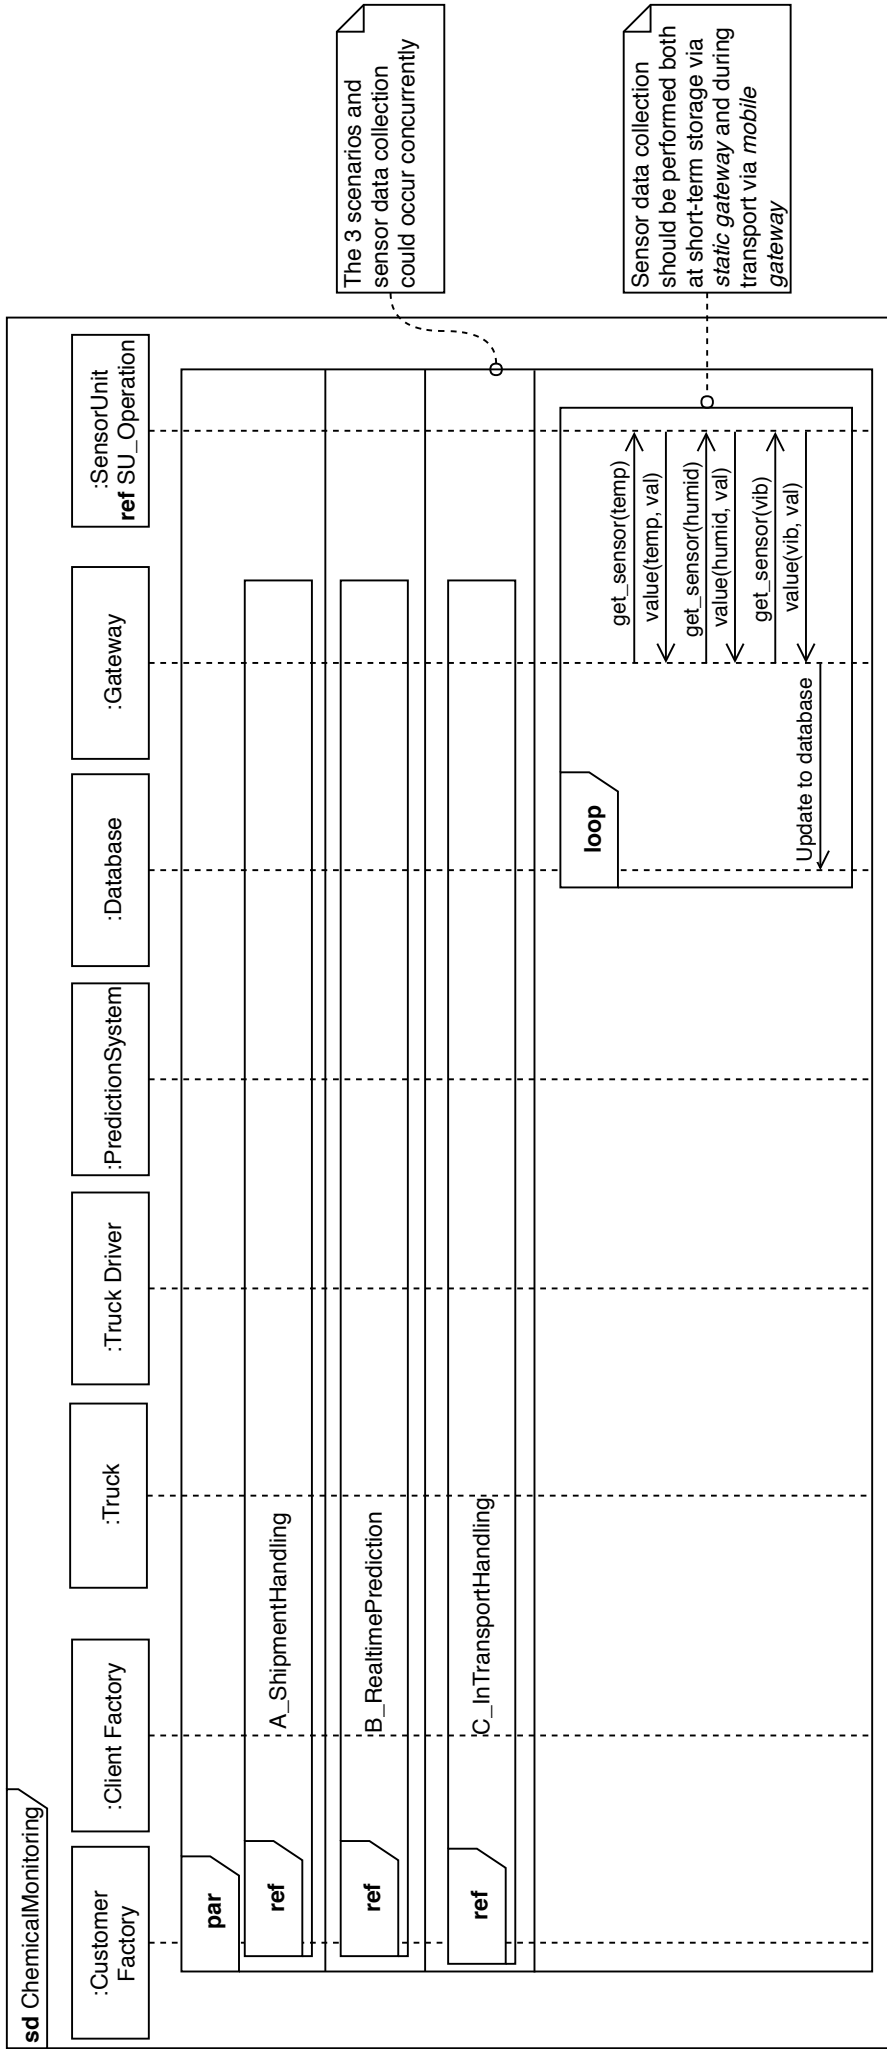 sd ChemicalMonitoring
:Customer
Factory
:Client Factory
:Truck
:Truck Driver
:PredictionSystem
:Database
:Gateway
:SensorUnit
ref SU_Operation
par
ref
A_ShipmentHandling
ref
B_RealtimePrediction
ref
C_InTransportHandling
The 3 scenarios and
sensor data collection
could occur concurrently
loop
get_sensor(temp)
value(temp, val)
get_sensor(humid)
value(humid, val)
get_sensor(vib)
value(vib, val)
Update to database
Sensor data collection
should be performed both
at short-term storage via
static gateway and during
transport via mobile
gateway